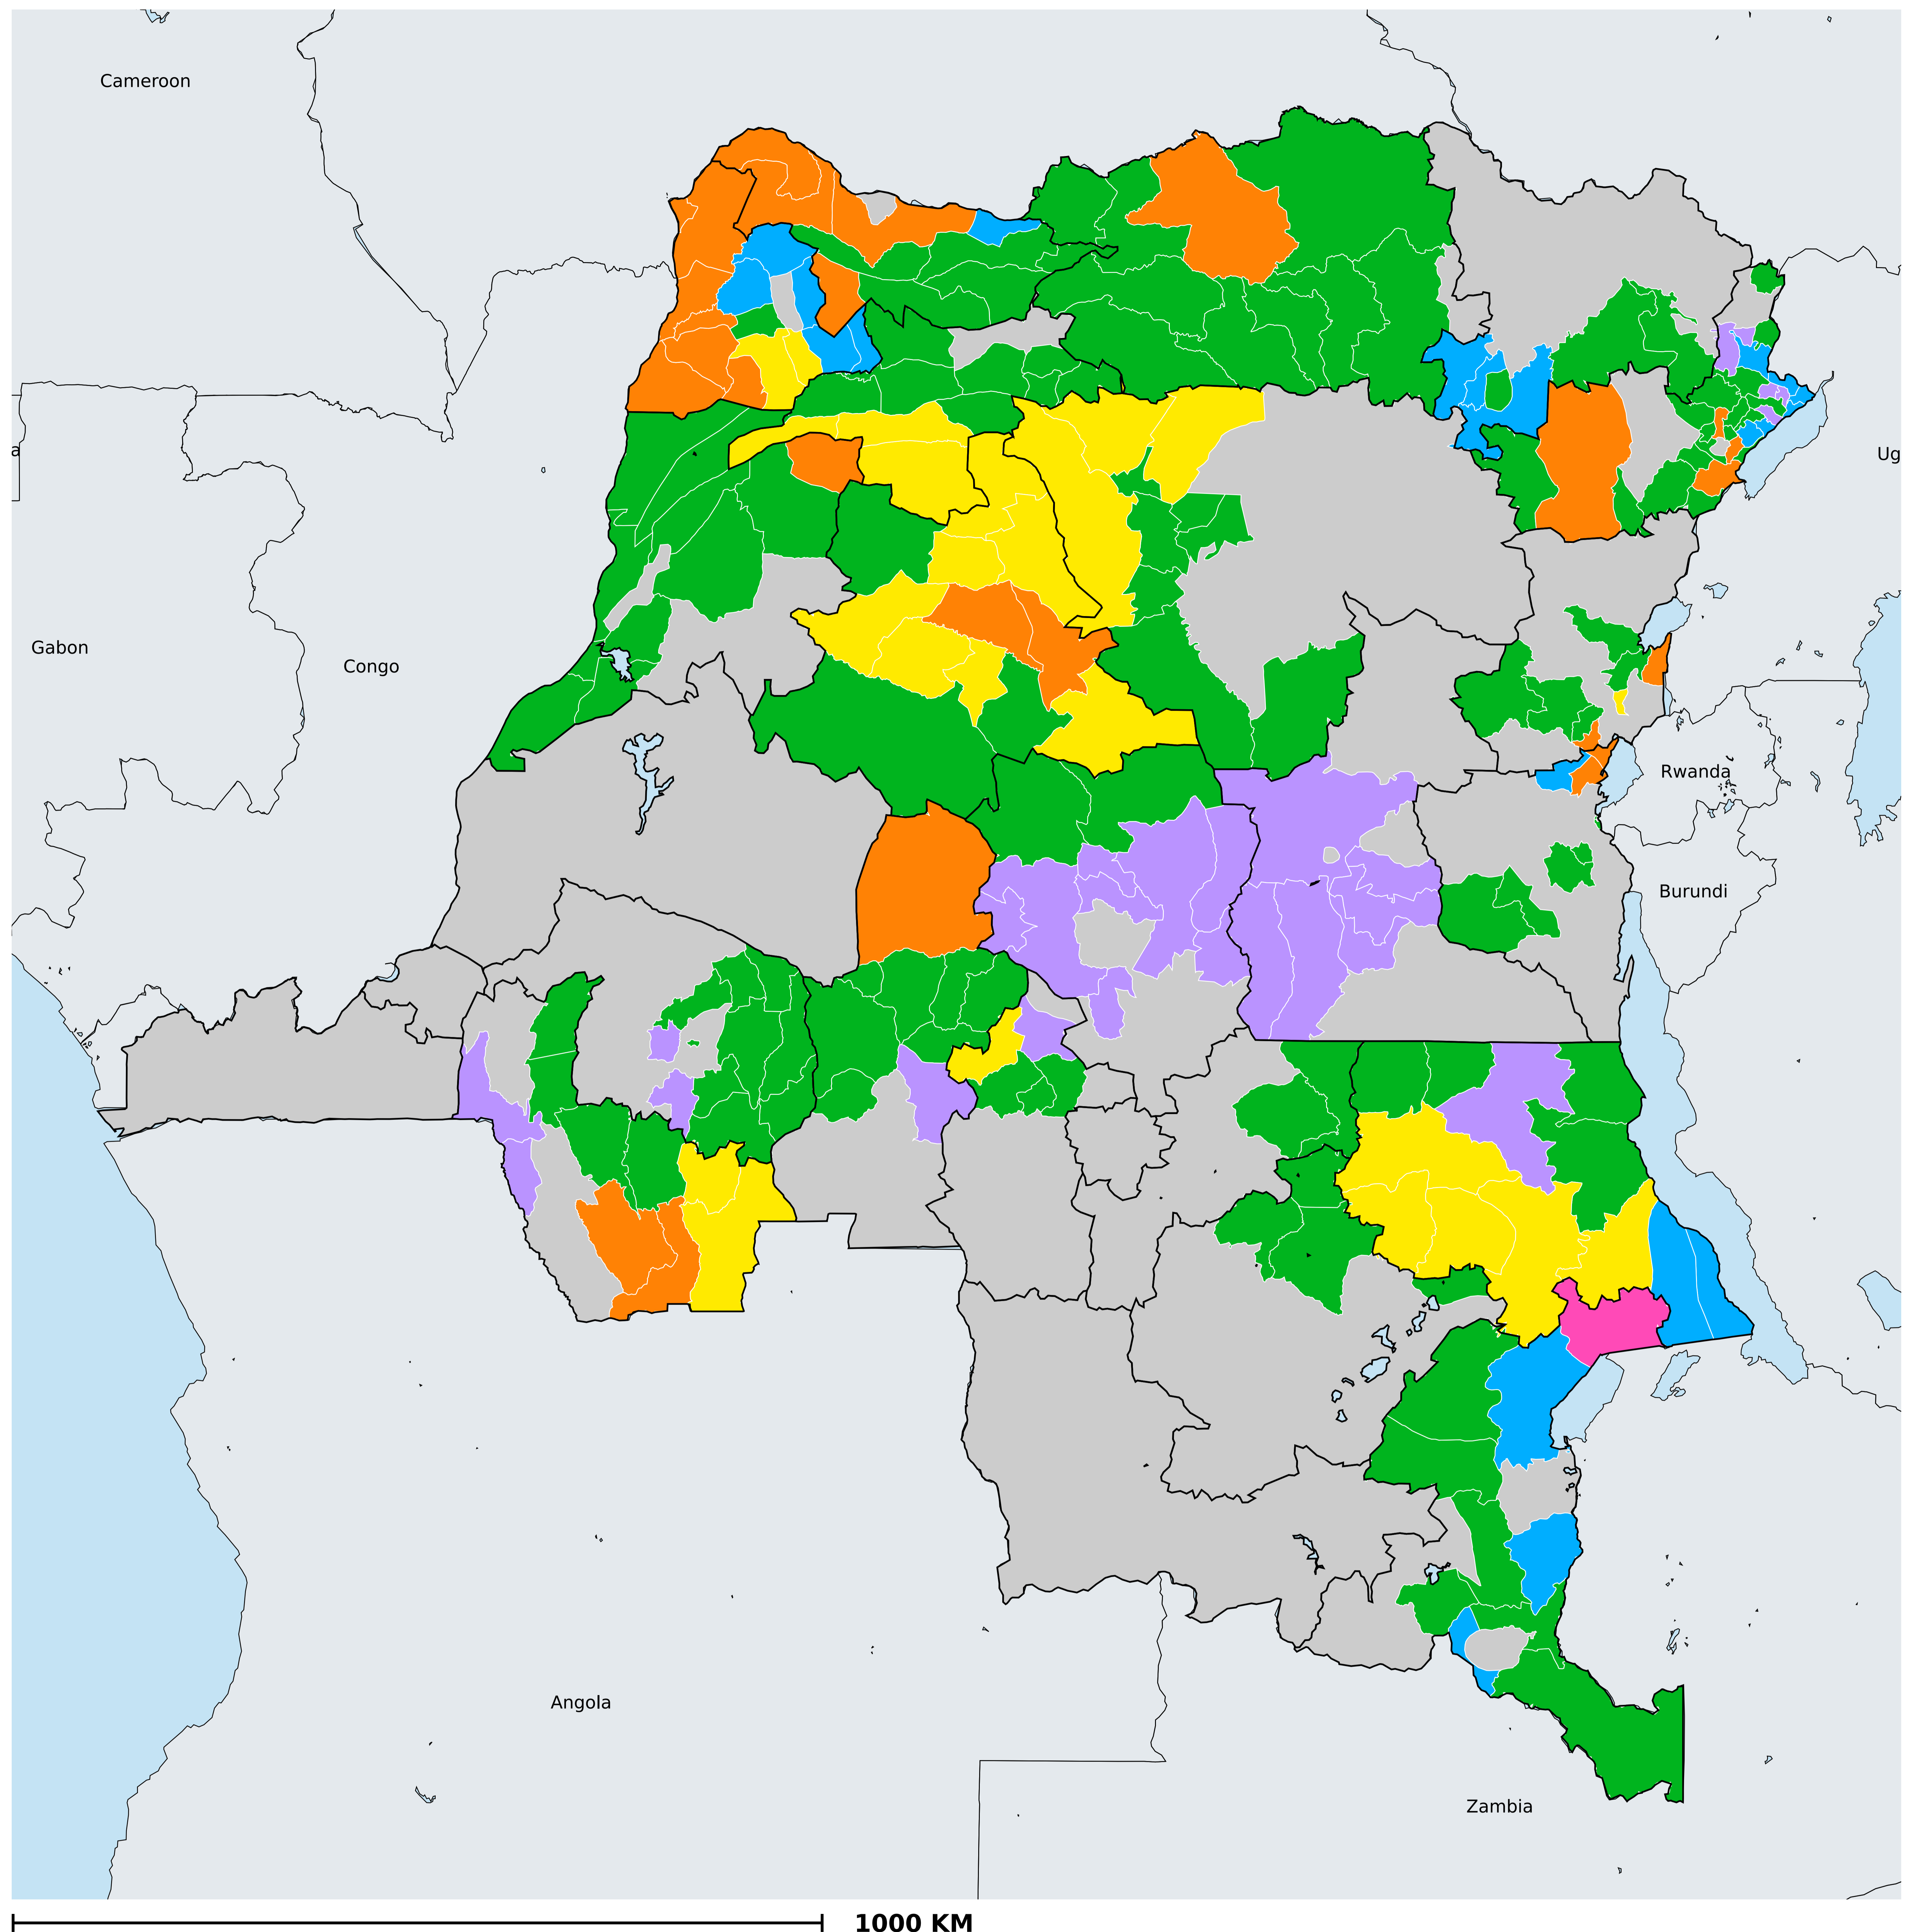 Cameroon
a
Ug
Gabon
Congo
Rwanda
Burundi
Angola
Zambia
1000 KM